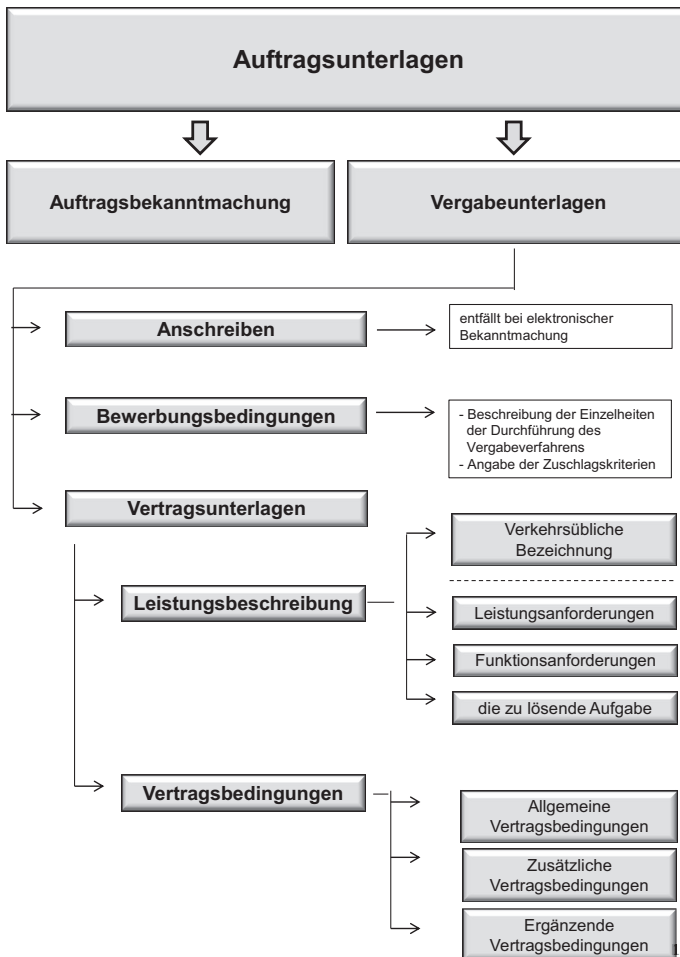 Auftragsunterlagen
Auftragsbekanntmachung
Vergabeunterlagen
Anschreiben
entfällt bei elektronischer
Bekanntmachung
Bewerbungsbedingungen
- Beschreibung der Einzelheiten
der Durchführung des
Vergabeverfahrens
- Angabe der Zuschlagskriterien
Vertragsunterlagen
Verkehrsübliche
Bezeichnung
Leistungsbeschreibung
Leistungsanforderungen
Funktionsanforderungen
die zu lösende Aufgabe
Vertragsbedingungen
Allgemeine
Vertragsbedingungen
Zusätzliche
Vertragsbedingungen
Ergänzende
Vertragsbedingungen